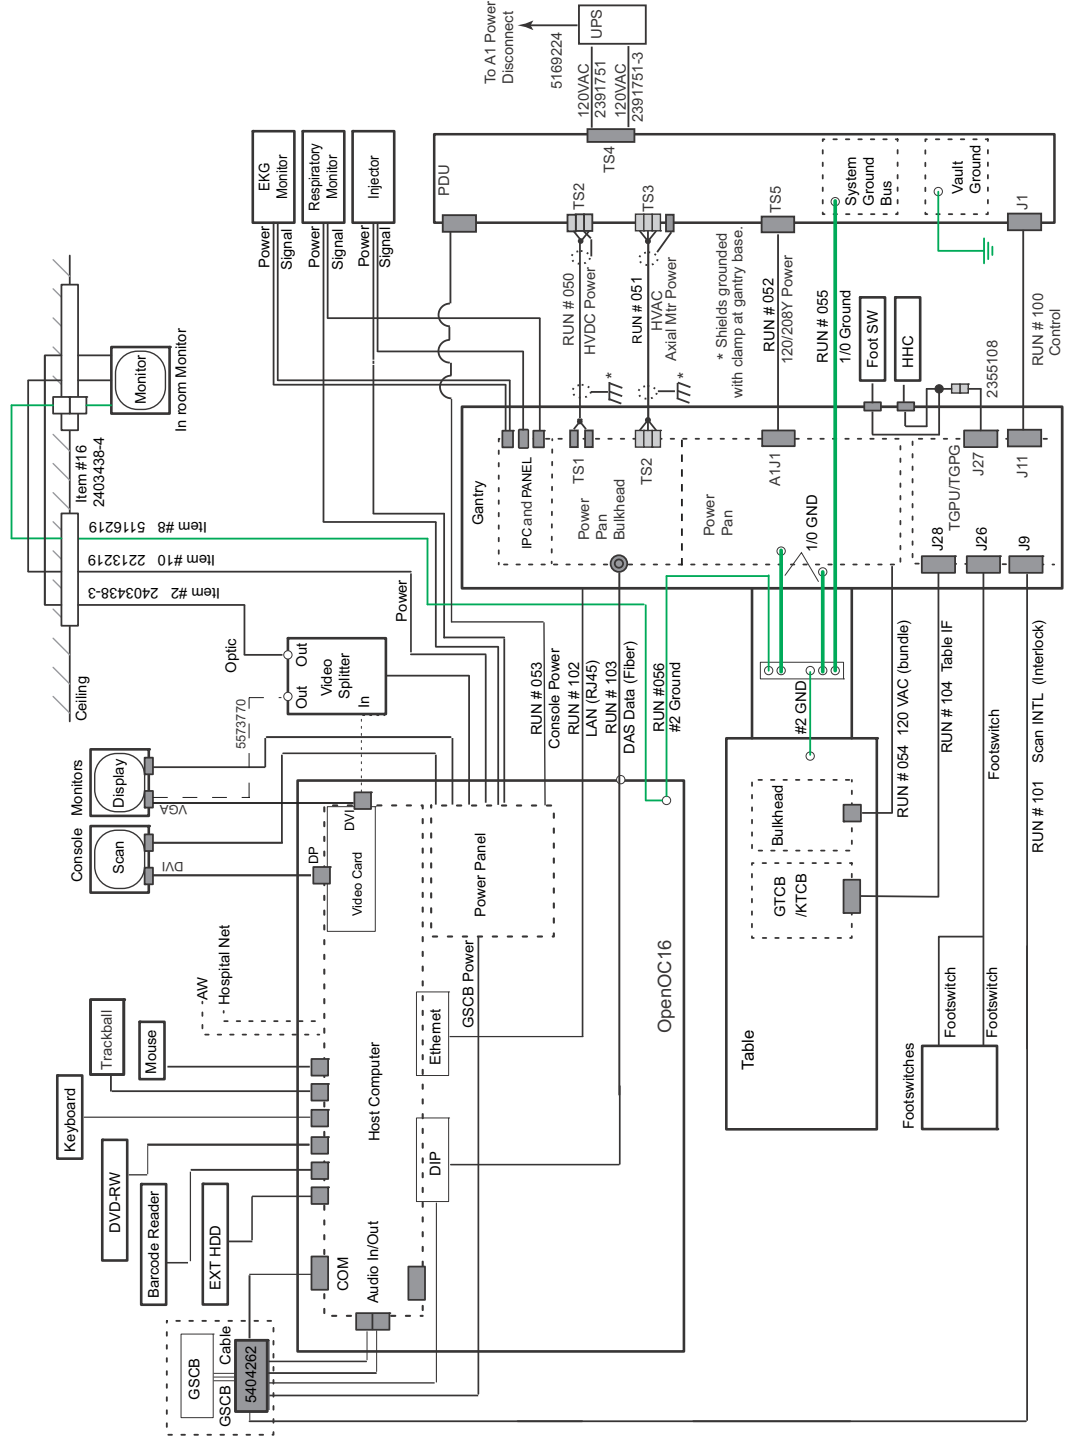 To A1 Power
Disconnect
UPS
5169224
120VAC
2391751
120VAC
2391751-3
TS4
PDU
TS2
TS3
TS5
System
Ground
Bus
Vault
Ground
J1
EKG
Monitor
Respiratory
Monitor
Injector
Power
Signal
Power
Signal
Power
Signal
RUN # 050
HVDC Power
RUN # 051
HVAC
Axial Mtr Power
* Shields grounded
with clamp at gantry base.
RUN # 052
120/208Y Power
RUN # 055
1/0 Ground
Foot SW
HHC
2355108
RUN # 100
Control
*
*
Monitor
In room Monitor
Item #16
2403438-4
Item #8 5116219
Item #10 2213219
Item #2 2403438-3
Ceiling
Gantry
IPC and PANEL
TS1
Power
Pan
Bulkhead
TS2
Power
Pan
A1J1
1/0 GND
TGPU/TGPG
J27
J11
J28
J26
J9
Power
Optic
Out
Out
Video
Splitter
In
5573770
RUN # 053
Console Power
RUN # 102
LAN (RJ45)
RUN # 103
DAS Data (Fiber)
RUN #056
#2 Ground
#2 GND
RUN # 054 120 VAC (bundle)
RUN # 104 Table IF
Footswitch
RUN # 101 Scan INTL (Interlock)
Console Monitors
Display
Scan
VGA
DVI
DP
DVI
Video Card
Power Panel
GSCB Power
OpenOC16
Bulkhead
GTCB
/KTCB
Table
AW
Hospital Net
Trackball
Mouse
Keyboard
DVD-RW
Barcode Reader
EXT HDD
Host Computer
Ethernet
DIP
COM
Audio In/Out
GSCB
GSCB Cable
5404262
Footswitch
Footswitch
Footswitches